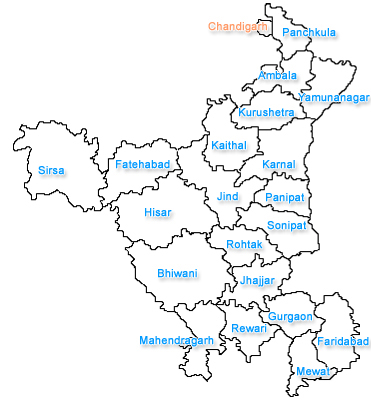 Chandigarh
Panchkula
Ambala
Yamunanagar
Kurushetra
Kaithal
Karnal
Sirsa
Fatehabad
Jind
Panipat
Hisar
Sonipat
Rohtak
Bhiwani
Jhajjar
Gurgaon
Rewari
Mahendragarh
Faridabad
Mewat